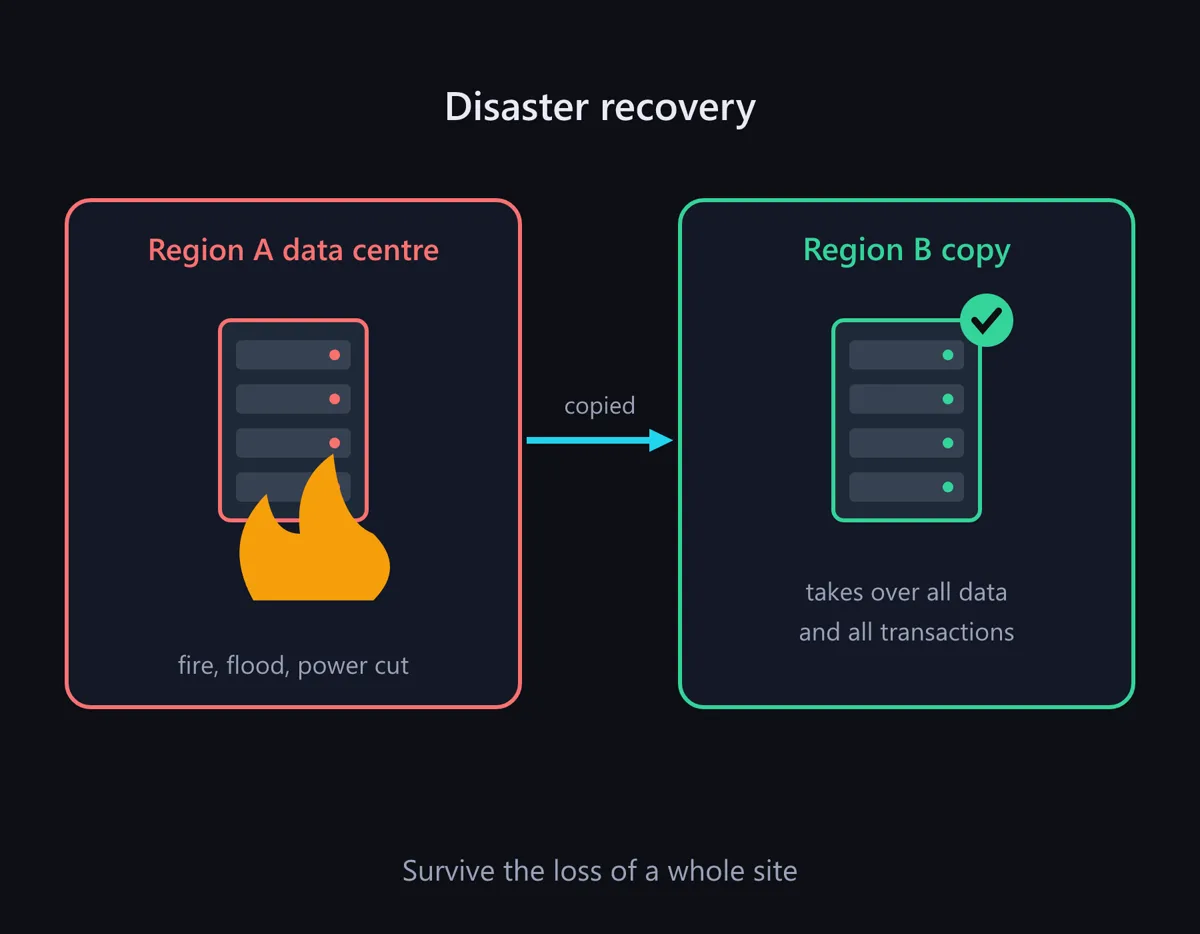 Disaster recovery
Region A data centre
Region B copy
copied
takes over all data
and all transactions
fire, flood, power cut
Survive the loss of a whole site